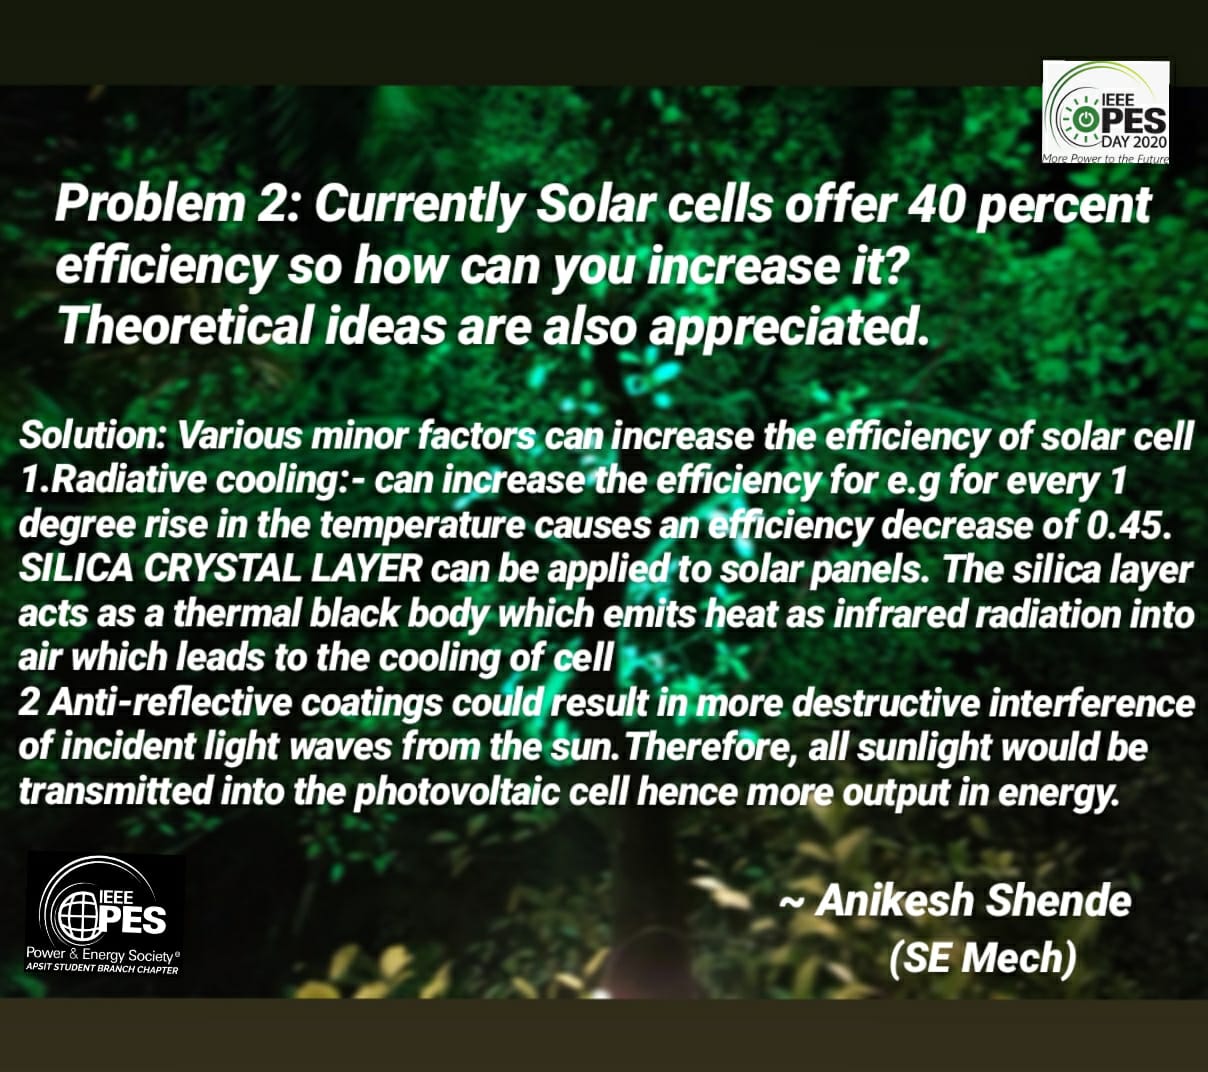 IEEE
PES
DAY 2020
More Power to the Future
Problem 2: Currently Solar cells offer 40 percent
efficiency so how can you increase it?
Theoretical ideas are also appreciated.
Solution: Various minor factors can increase the efficiency of solar cell
1.Radiative cooling:- can increase the efficiency for e.g for every 1
degree rise in the temperature causes an efficiency decrease of 0.45.
SILICA CRYSTAL LAYER can be applied to solar panels. The silica layer
acts as a thermal black body which emits heat as infrared radiation into
air which leads to the cooling of cell
2 Anti-reflective coatings could result in more destructive interference
of incident light waves from the sun. Therefore, all sunlight would be
transmitted into the photovoltaic cell hence more output in energy.
~ Anikesh Shende
(SE Mech)
IEEE
PES
Power & Energy Society®
APSIT STUDENT BRANCH CHAPTER